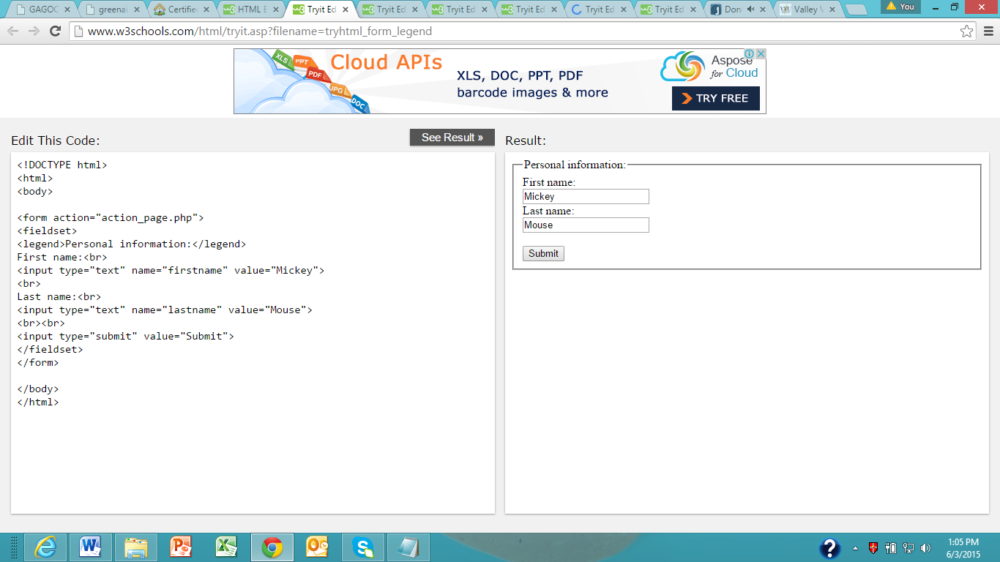 GAGOC
greenai
Certifie
HTML E
Tryit Ed
Tryit Ed
Tryit Ed
Tryit Ed
Tryit Ed
Tryit Ed
Don
Valley V
You
www.w3schools.com/html/tryit.asp?filename=tryhtml_form_legend
XLS
PPT
PDF
JPG
DOC
Cloud APIs
XLS, DOC, PPT, PDF
barcode images & more
Aspose
for Cloud
TRY FREE
Edit This Code:
See Result »
<!DOCTYPE html>
<html>
<body>
<form action="action_page.php">
<fieldset>
<legend>Personal information:</legend>
First name:<br>
<input type="text" name="firstname" value="Mickey">
<br>
Last name:<br>
<input type="text" name="lastname" value="Mouse">
<br><br>
<input type="submit" value="Submit">
</fieldset>
</form>
</body>
</html>
Result:
Personal information:
First name:
Mickey
Last name:
Mouse
Submit
1:05 PM
6/3/2015